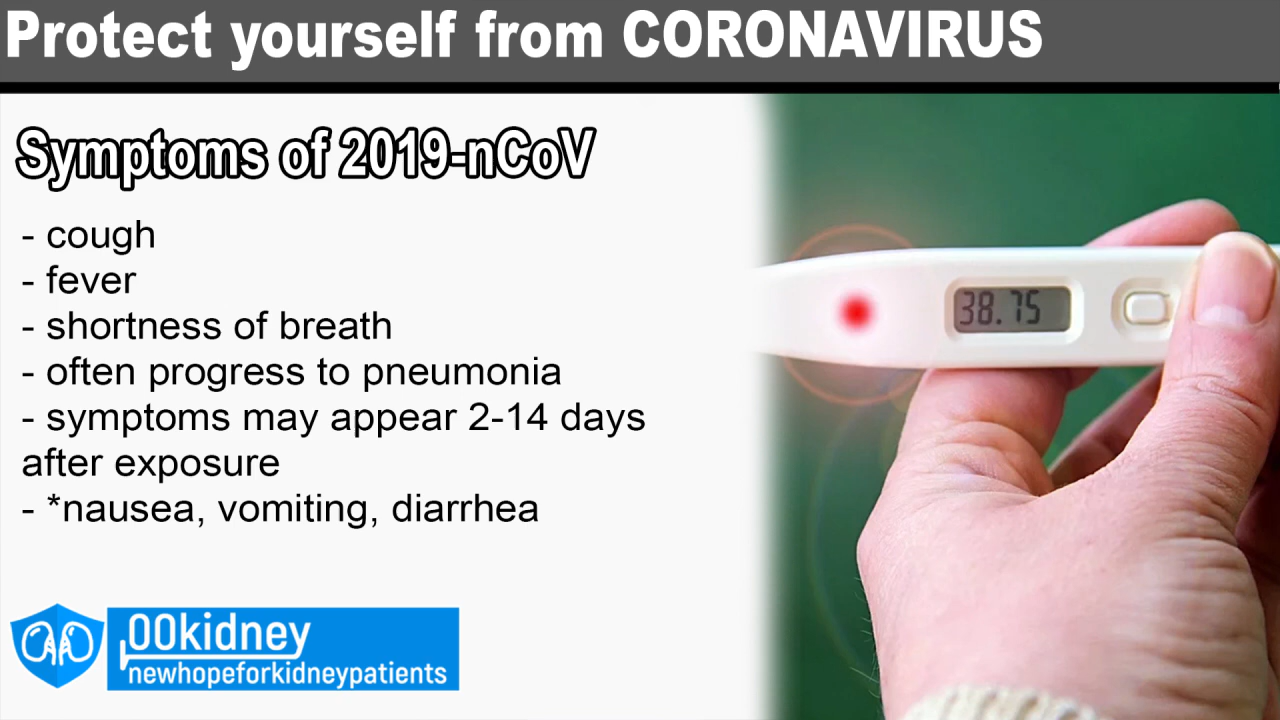 Protect yourself from CORONAVIRUS
Symptoms of 2019-nCoV
- cough
- fever
- shortness of breath
- often progress to pneumonia
- symptoms may appear 2-14 days
after exposure
- *nausea, vomiting, diarrhea
38.75
00kidney
newhopeforkidneypatients